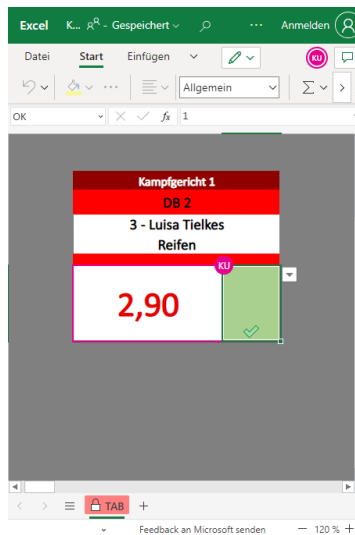 Excel K... - Gespeichert ... Anmelden
Datei Start Einfügen KU
... Allgemein Σ
OK fx 1
Kampfgericht 1
DB 2
3 - Luisa Tielkes
Reifen
KU
2,90
TAB +
Feedback an Microsoft senden — 120 % +